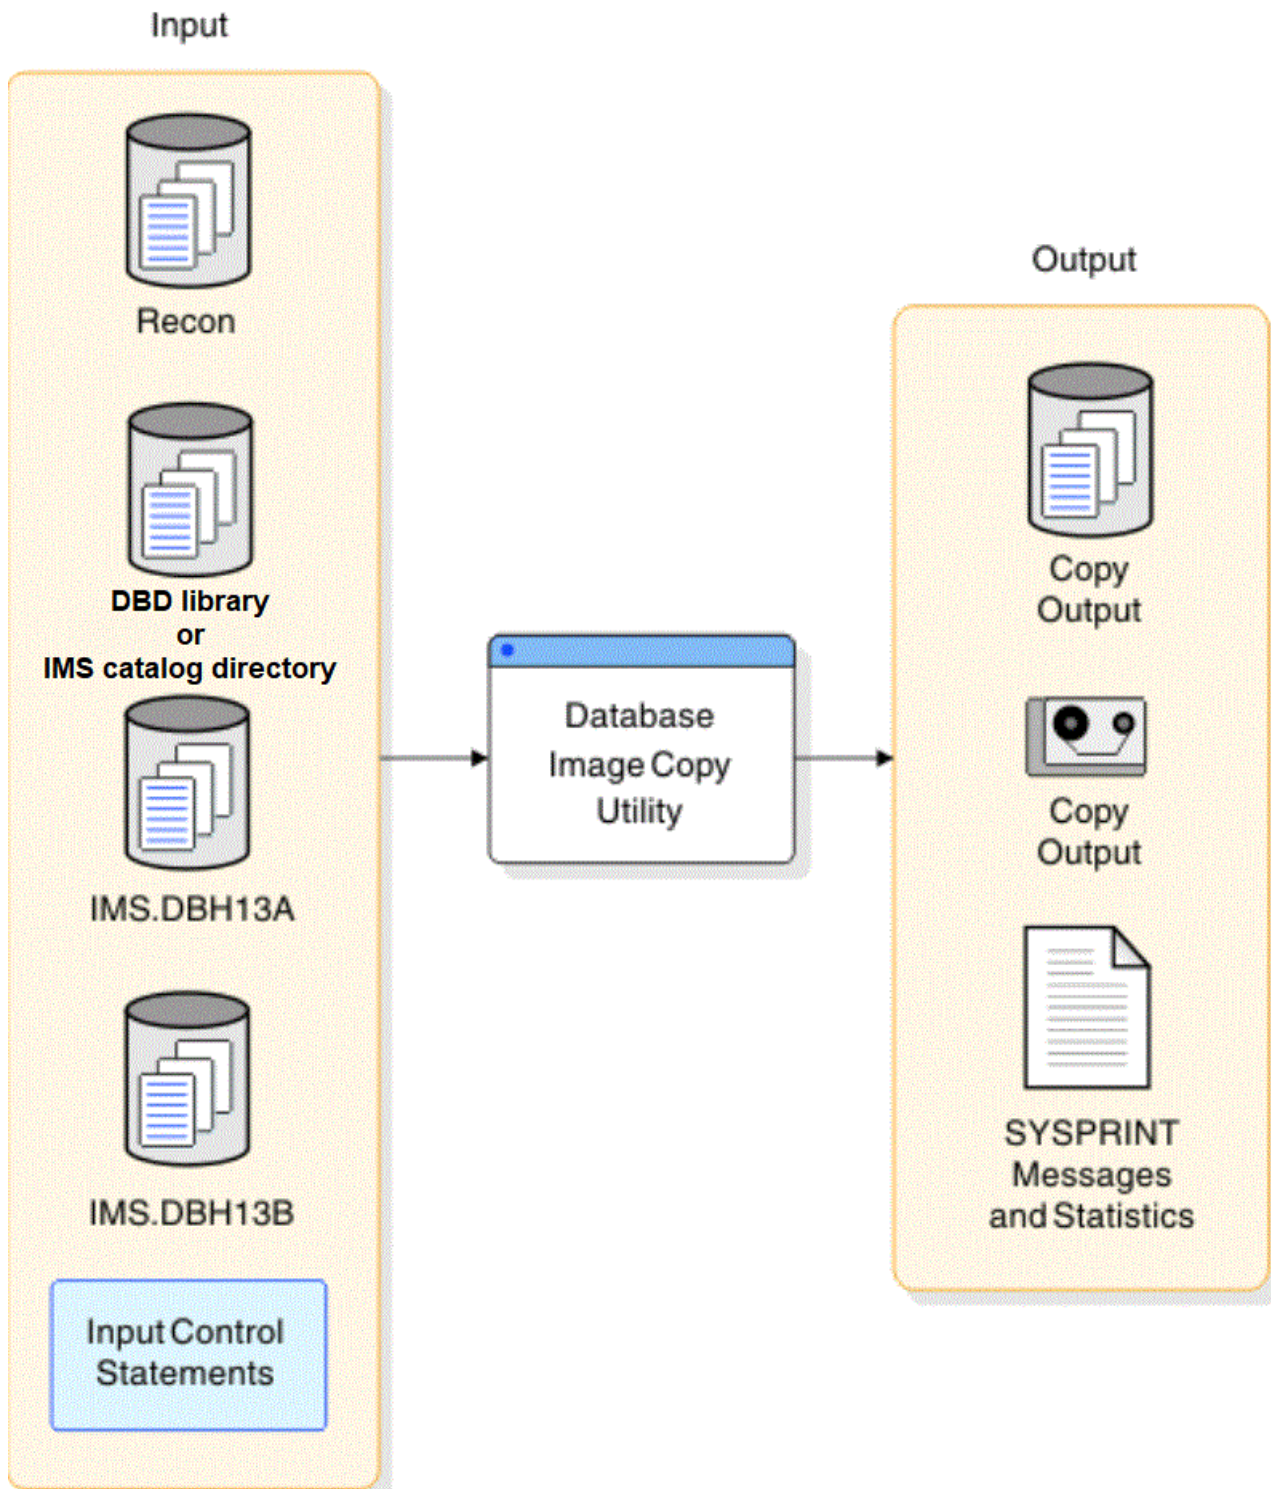 Input
Recon
DBD library
or
IMS catalog directory
IMS.DBH13A
IMS.DBH13B
Input Control
Statements
Database
Image Copy
Utility
Output
Copy
Output
Copy
Output
SYSPRINT
Messages
and Statistics